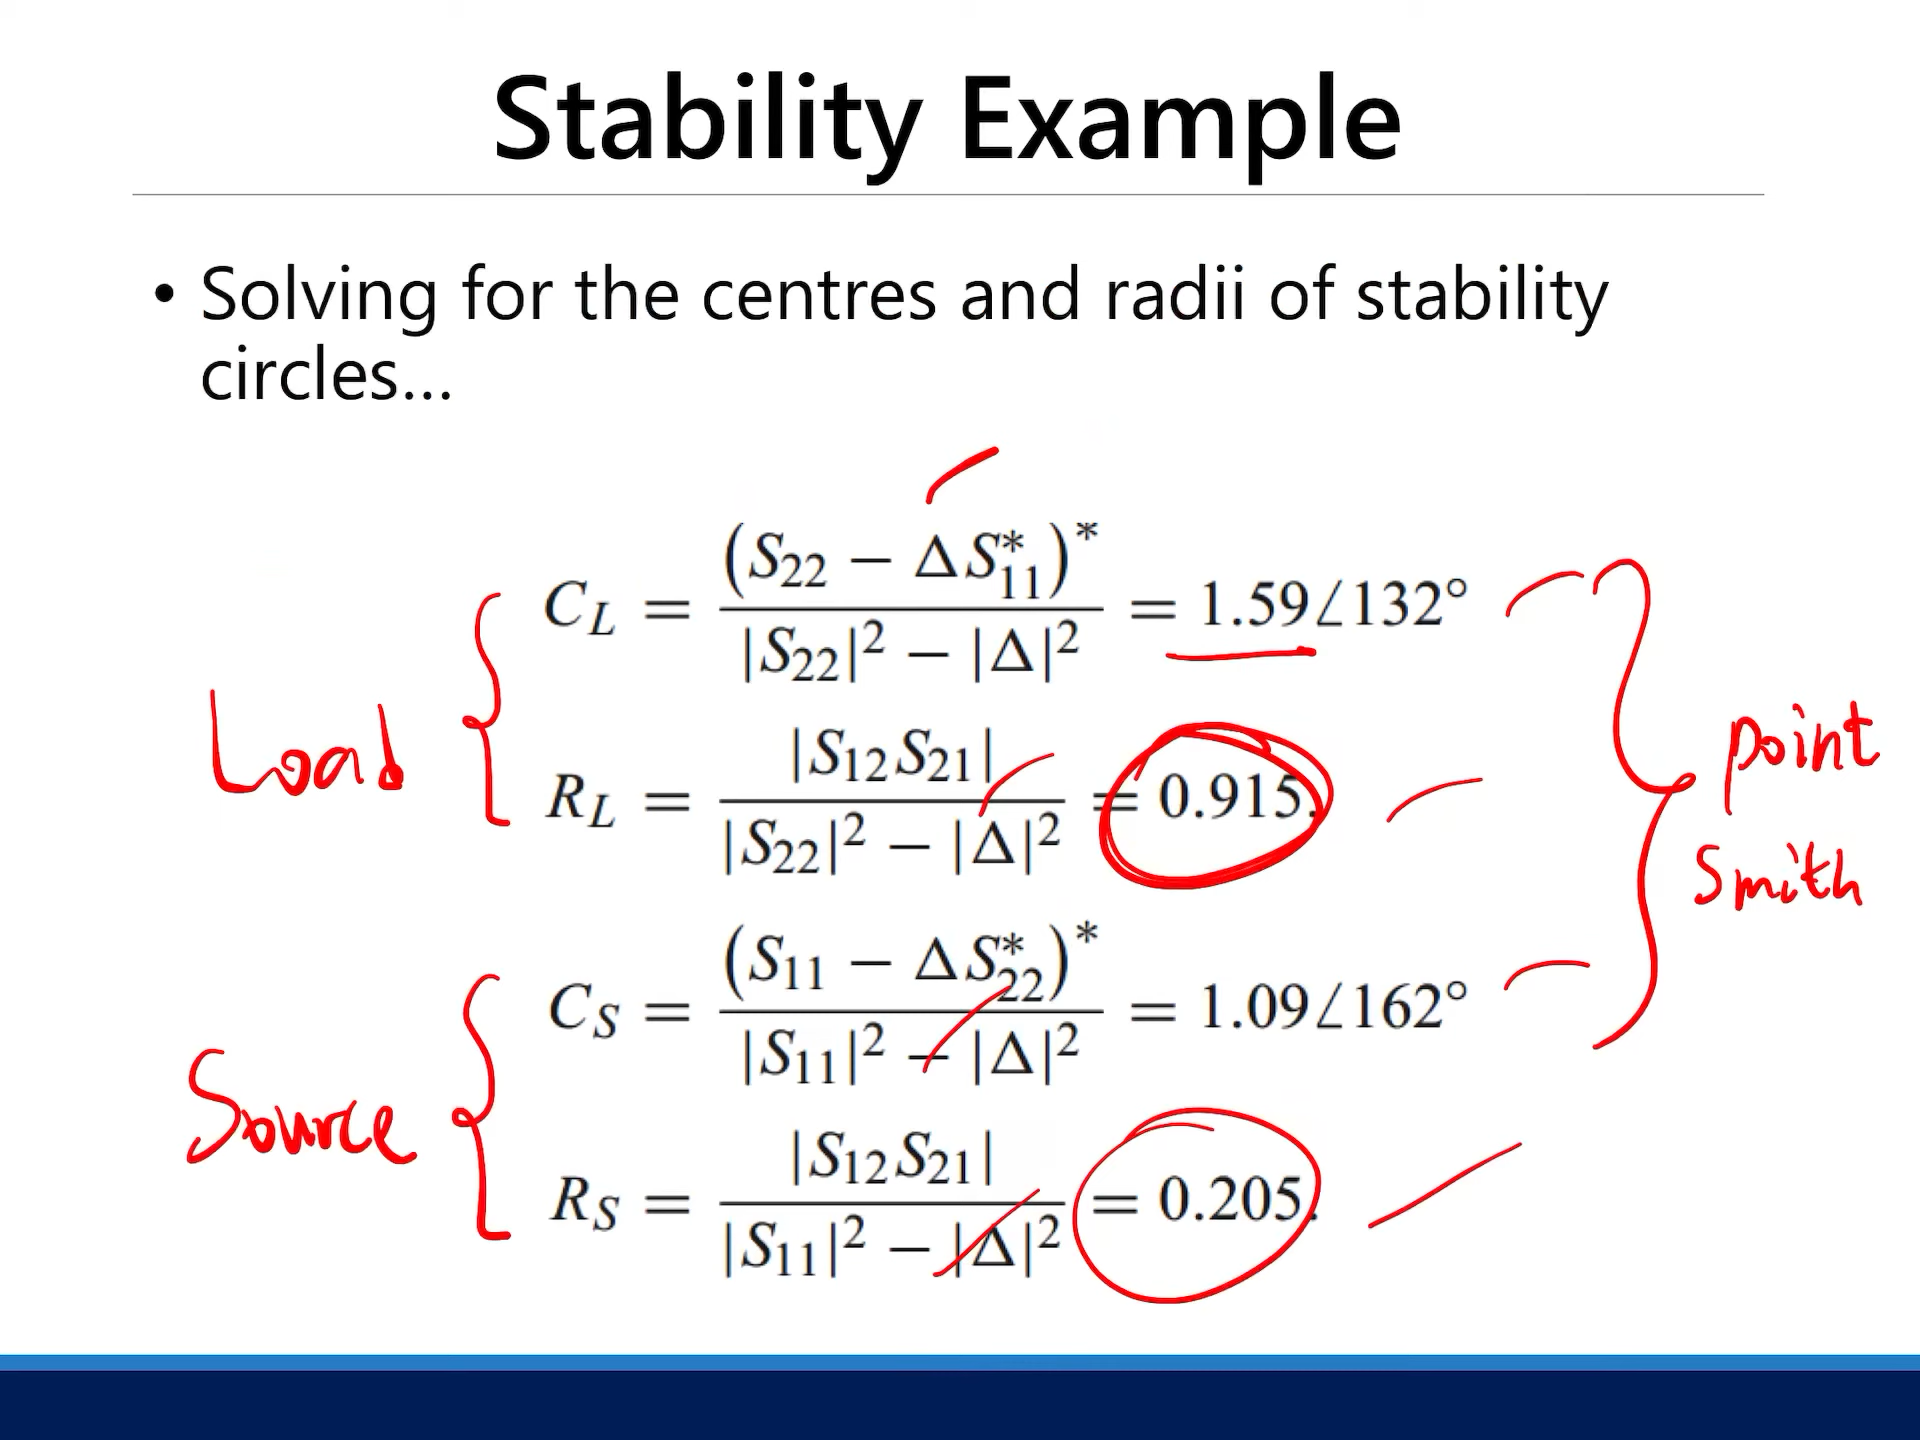 Stability Example
• Solving for the centres and radii of stability
circles...
Load
C_L = (S_22 − ΔS*_11)* / |S_22|² − |Δ|² = 1.59∠132°
R_L = |S_12 S_21| / |S_22|² − |Δ|² = 0.915.
point
Smith
Source
C_S = (S_11 − ΔS*_22)* / |S_11|² − |Δ|² = 1.09∠162°
R_S = |S_12 S_21| / |S_11|² − |Δ|² = 0.205.